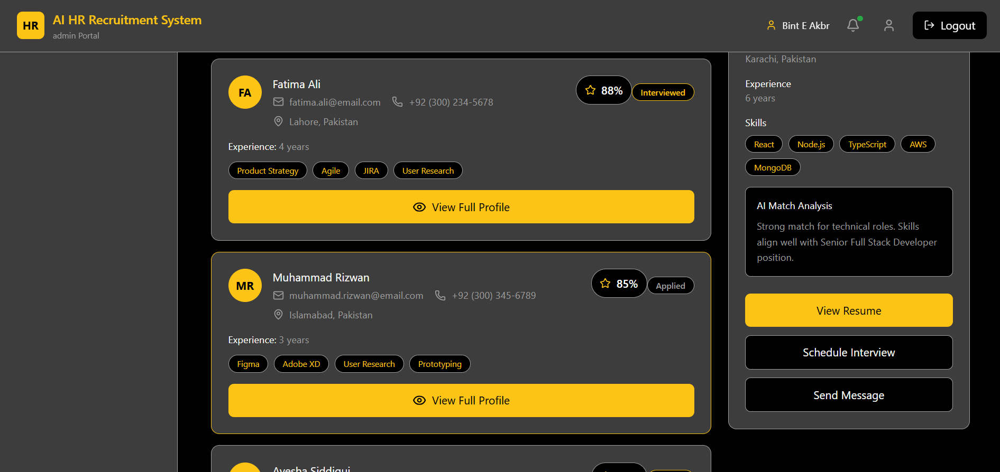 HR
AI HR Recruitment System
admin Portal
Bint E Akbr
Logout
FA
Fatima Ali
88%
Interviewed
fatima.ali@email.com
+92 (300) 234-5678
Lahore, Pakistan
Experience: 4 years
Product Strategy
Agile
JIRA
User Research
View Full Profile
MR
Muhammad Rizwan
85%
Applied
muhammad.rizwan@email.com
+92 (300) 345-6789
Islamabad, Pakistan
Experience: 3 years
Figma
Adobe XD
User Research
Prototyping
View Full Profile
Ayesha Siddiqui
Karachi, Pakistan
Experience
6 years
Skills
React
Node.js
TypeScript
AWS
MongoDB
AI Match Analysis
Strong match for technical roles. Skills
align well with Senior Full Stack Developer
position.
View Resume
Schedule Interview
Send Message